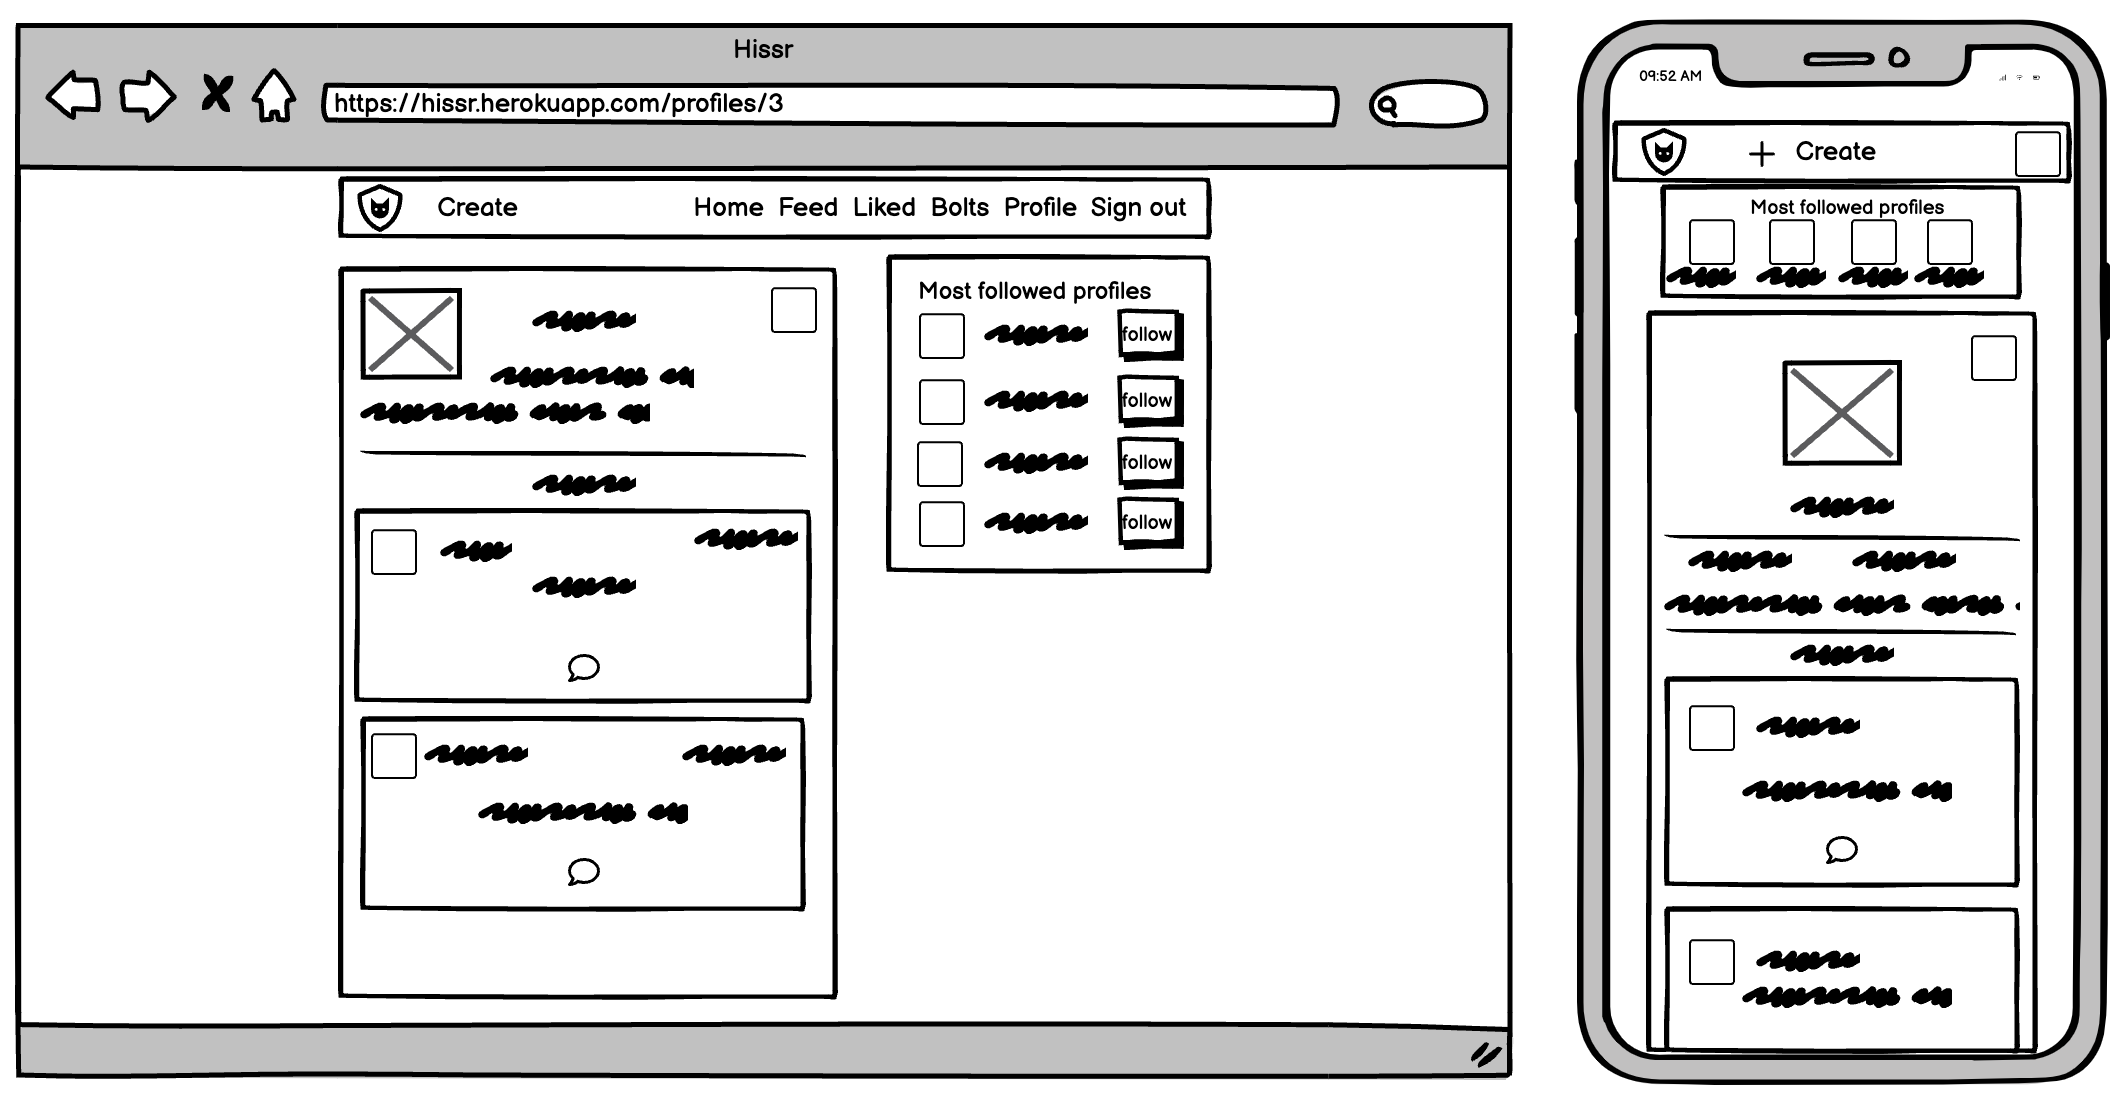 Hissr
https://hissr.herokuapp.com/profiles/3
Create Home Feed Liked Bolts Profile Sign out
Most followed profiles
follow
follow
follow
follow
09:52 AM
+ Create
Most followed profiles